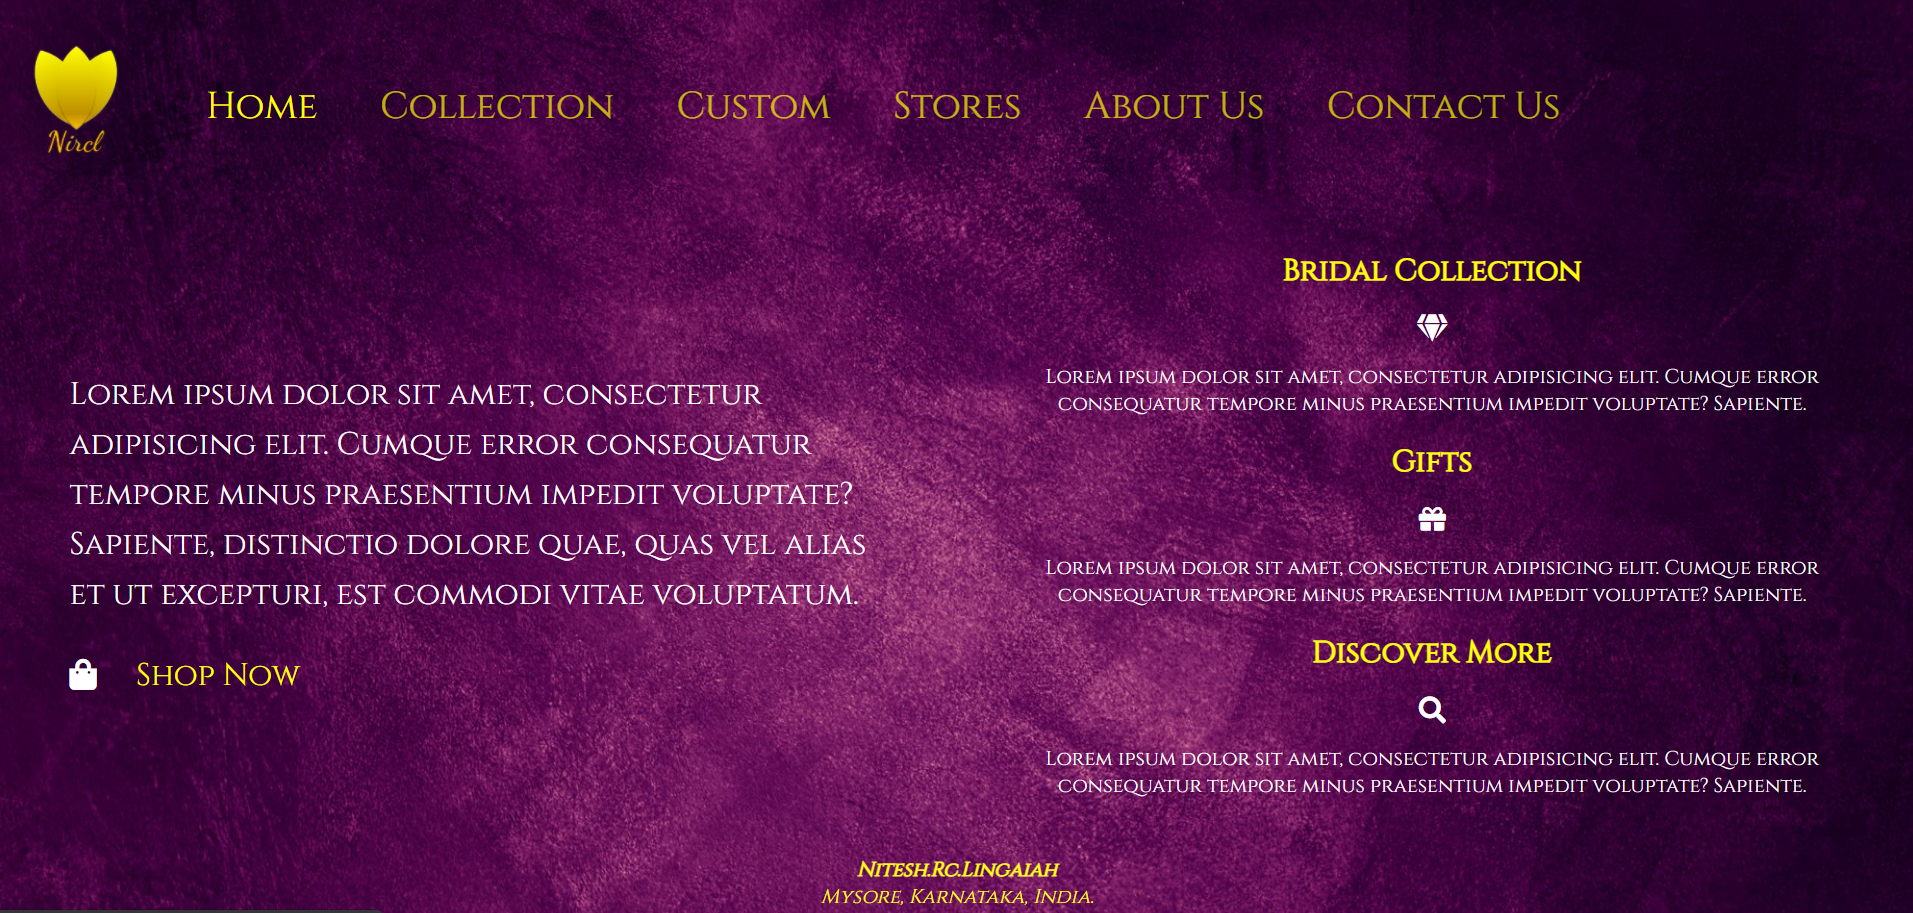 Nircl
Home Collection Custom Stores About Us Contact Us
Lorem ipsum dolor sit amet, consectetur
adipisicing elit. Cumque error consequatur
tempore minus praesentium impedit voluptate?
Sapiente, distinctio dolore quae, quas vel alias
et ut excepturi, est commodi vitae voluptatum.
Shop Now
Bridal Collection
Lorem ipsum dolor sit amet, consectetur adipisicing elit. Cumque error
consequatur tempore minus praesentium impedit voluptate? Sapiente.
Gifts
Lorem ipsum dolor sit amet, consectetur adipisicing elit. Cumque error
consequatur tempore minus praesentium impedit voluptate? Sapiente.
Discover More
Lorem ipsum dolor sit amet, consectetur adipisicing elit. Cumque error
consequatur tempore minus praesentium impedit voluptate? Sapiente.
Nitesh.Rc.Lingaiah
Mysore, Karnataka, India.